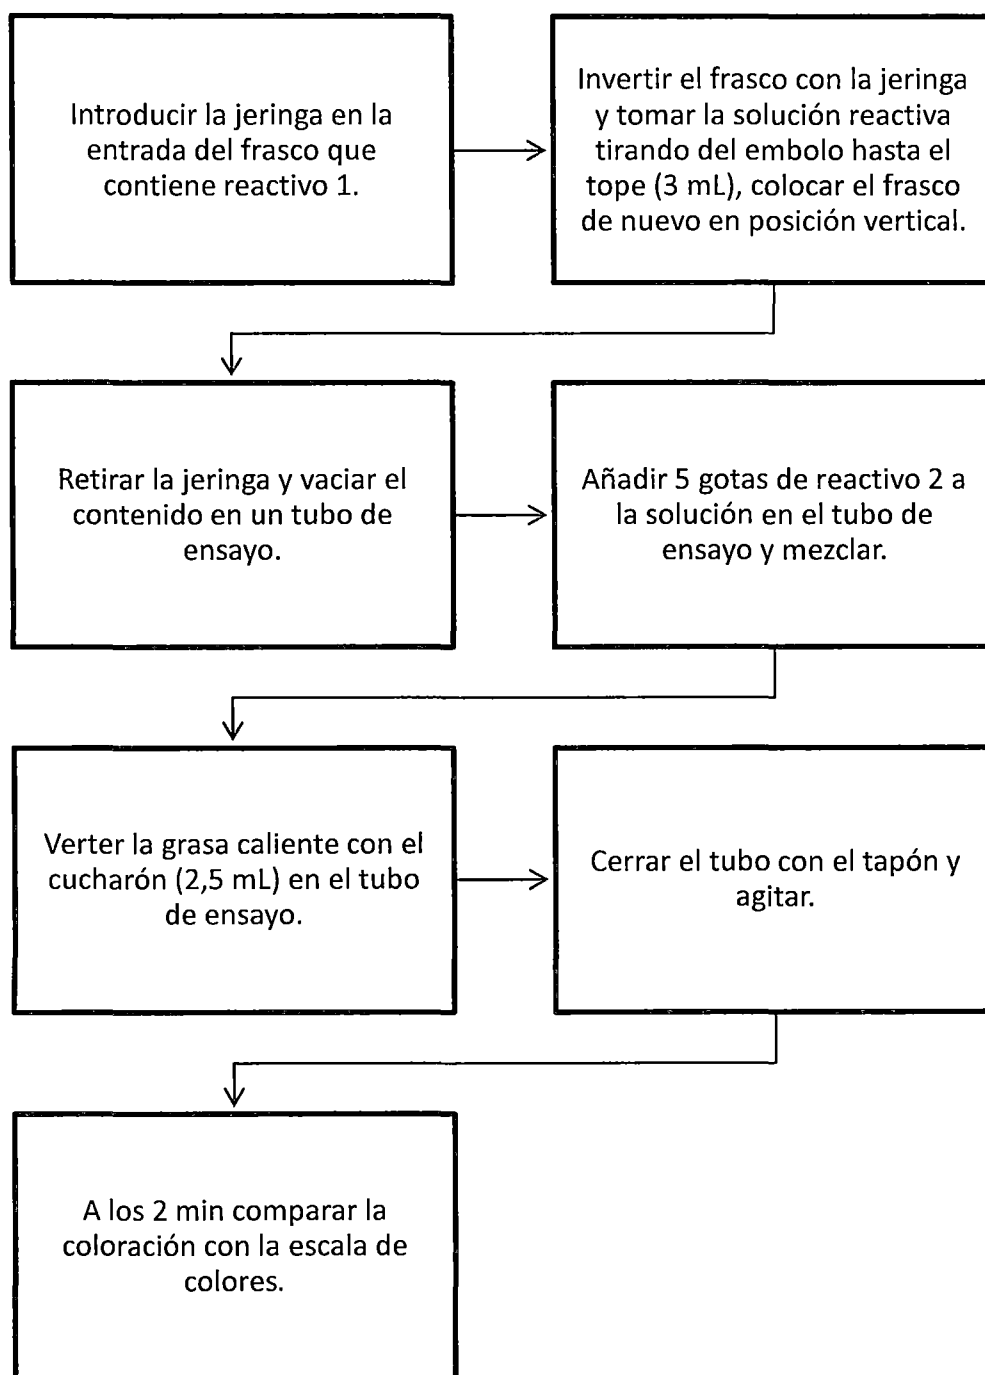 Introducir la jeringa en la
entrada del frasco que
contiene reactivo 1.
Invertir el frasco con la jeringa
y tomar la solución reactiva
tirando del embolo hasta el
tope (3 mL), colocar el frasco
de nuevo en posición vertical.
Retirar la jeringa y vaciar el
contenido en un tubo de
ensayo.
Añadir 5 gotas de reactivo 2 a
la solución en el tubo de
ensayo y mezclar.
Verter la grasa caliente con el
cucharón (2,5 mL) en el tubo
de ensayo.
Cerrar el tubo con el tapón y
agitar.
A los 2 min comparar la
coloración con la escala de
colores.